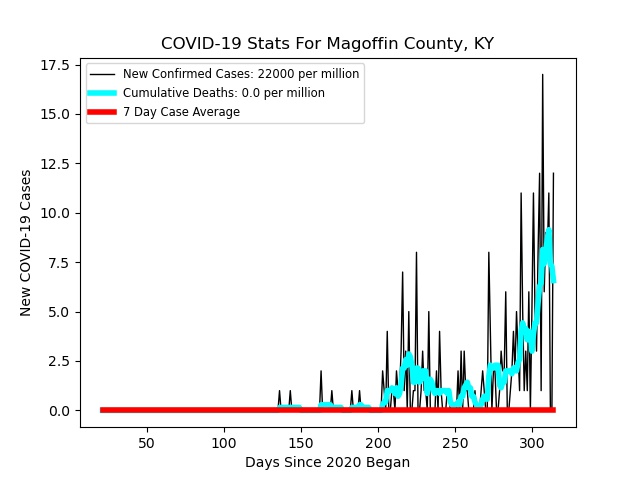 COVID-19 Stats For Magoffin County, KY
New Confirmed Cases: 22000 per million
Cumulative Deaths: 0.0 per million
7 Day Case Average
New COVID-19 Cases
17.5
15.0
12.5
10.0
7.5
5.0
2.5
0.0
50 100 150 200 250 300
Days Since 2020 Began